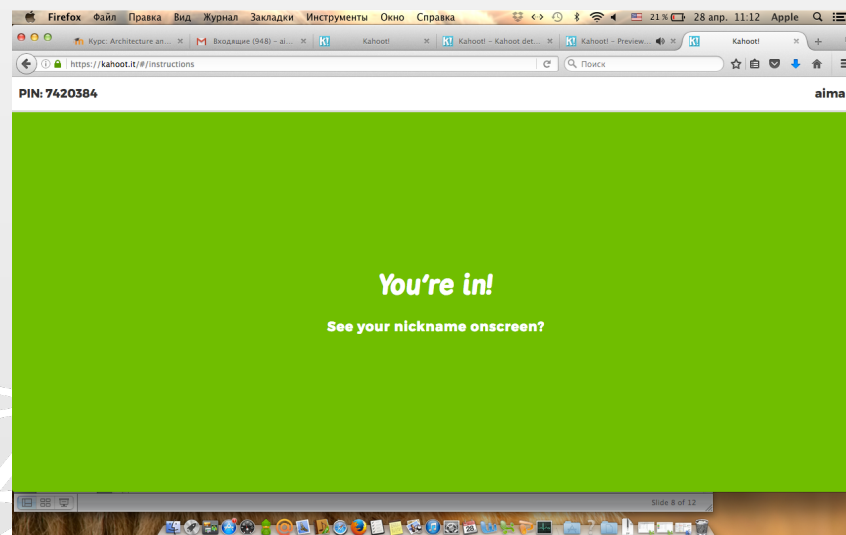 Firefox Файл Правка Вид Журнал Закладки Инструменты Окно Справка 21 % 28 апр. 11:12 Apple
Курс: Architecture an... Входящие (948) – ai... Kahoot! Kahoot! – Kahoot det... Kahoot! – Preview... Kahoot!
https://kahoot.it/#/instructions Поиск
PIN: 7420384 aima
You're in!
See your nickname onscreen?
Slide 8 of 12